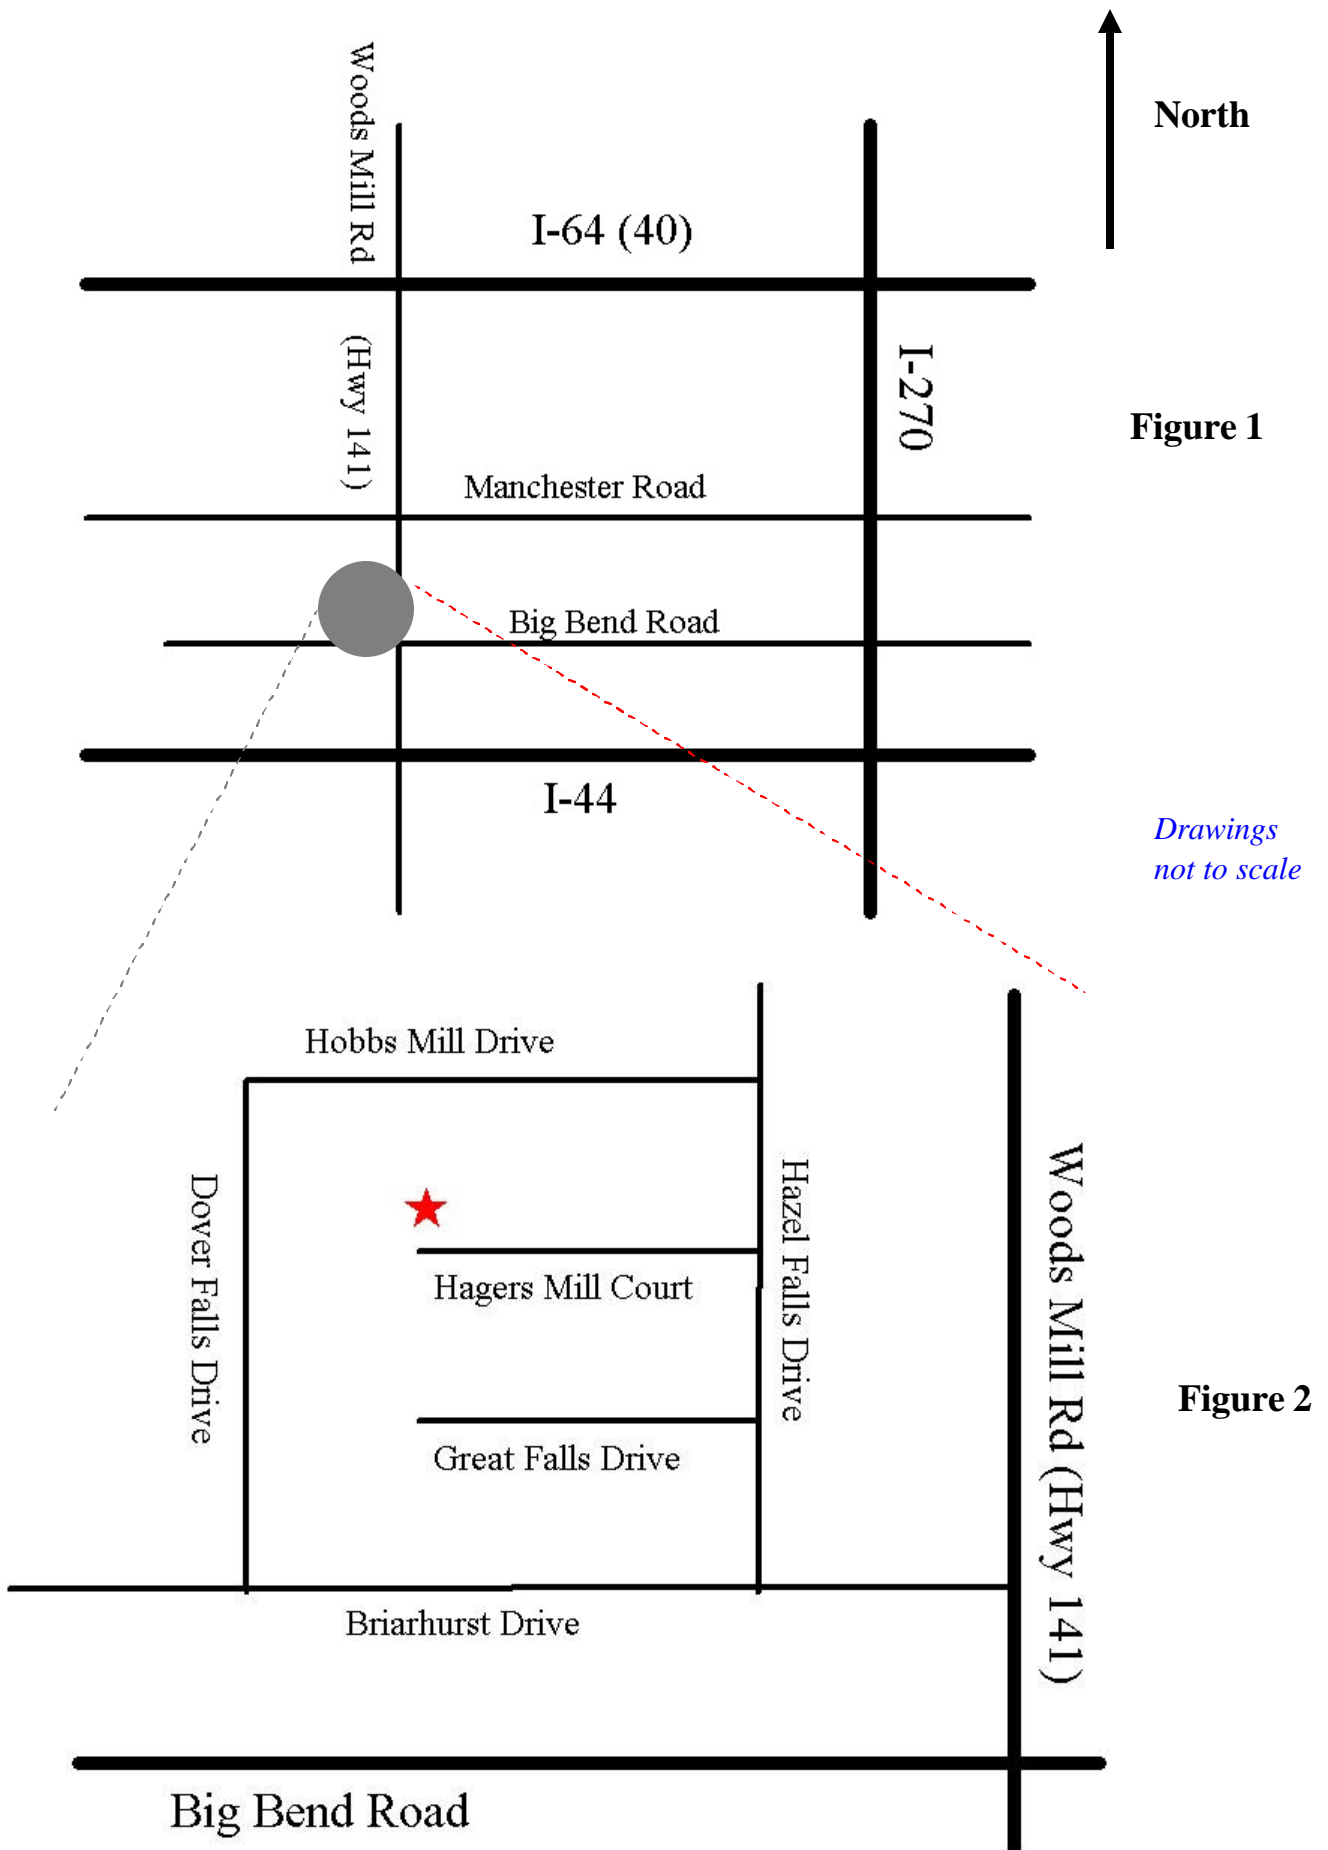 North
Woods Mill Rd
I-64 (40)
(Hwy 141)
I-270
Figure 1
Manchester Road
Big Bend Road
I-44
Drawings
not to scale
Hobbs Mill Drive
Dover Falls Drive
Hazel Falls Drive
Woods Mill Rd (Hwy 141)
Hagers Mill Court
Figure 2
Great Falls Drive
Briarhurst Drive
Big Bend Road